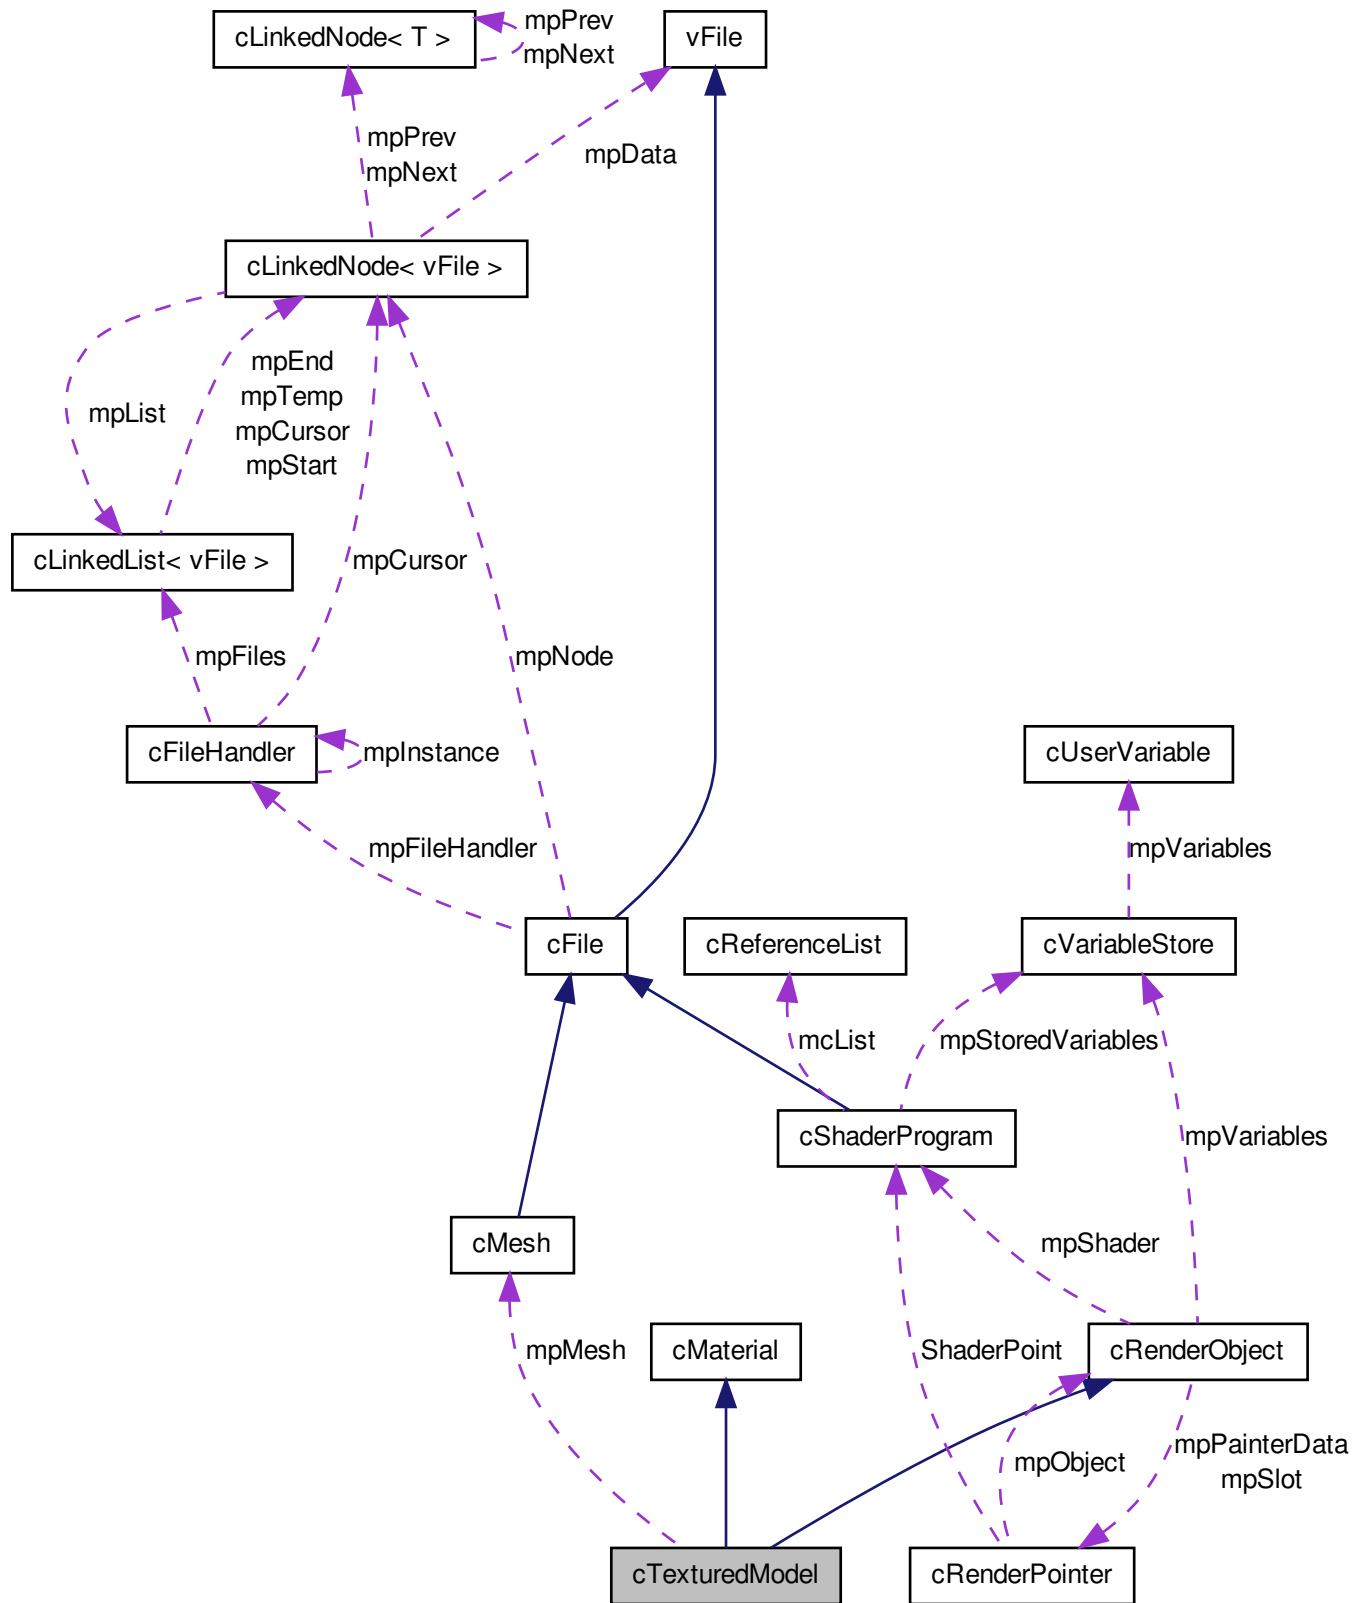 cLinkedNode< T >
mpPrev
mpNext
vFile
mpPrev
mpNext
mpData
cLinkedNode< vFile >
mpList
mpEnd
mpTemp
mpCursor
mpStart
cLinkedList< vFile >
mpCursor
mpFiles
mpNode
cFileHandler
mpInstance
cUserVariable
mpFileHandler
mpVariables
cFile
cReferenceList
cVariableStore
mcList
mpStoredVariables
cShaderProgram
mpVariables
cMesh
mpShader
mpMesh
cMaterial
ShaderPoint
cRenderObject
mpObject
mpPainterData
mpSlot
cTexturedModel
cRenderPointer